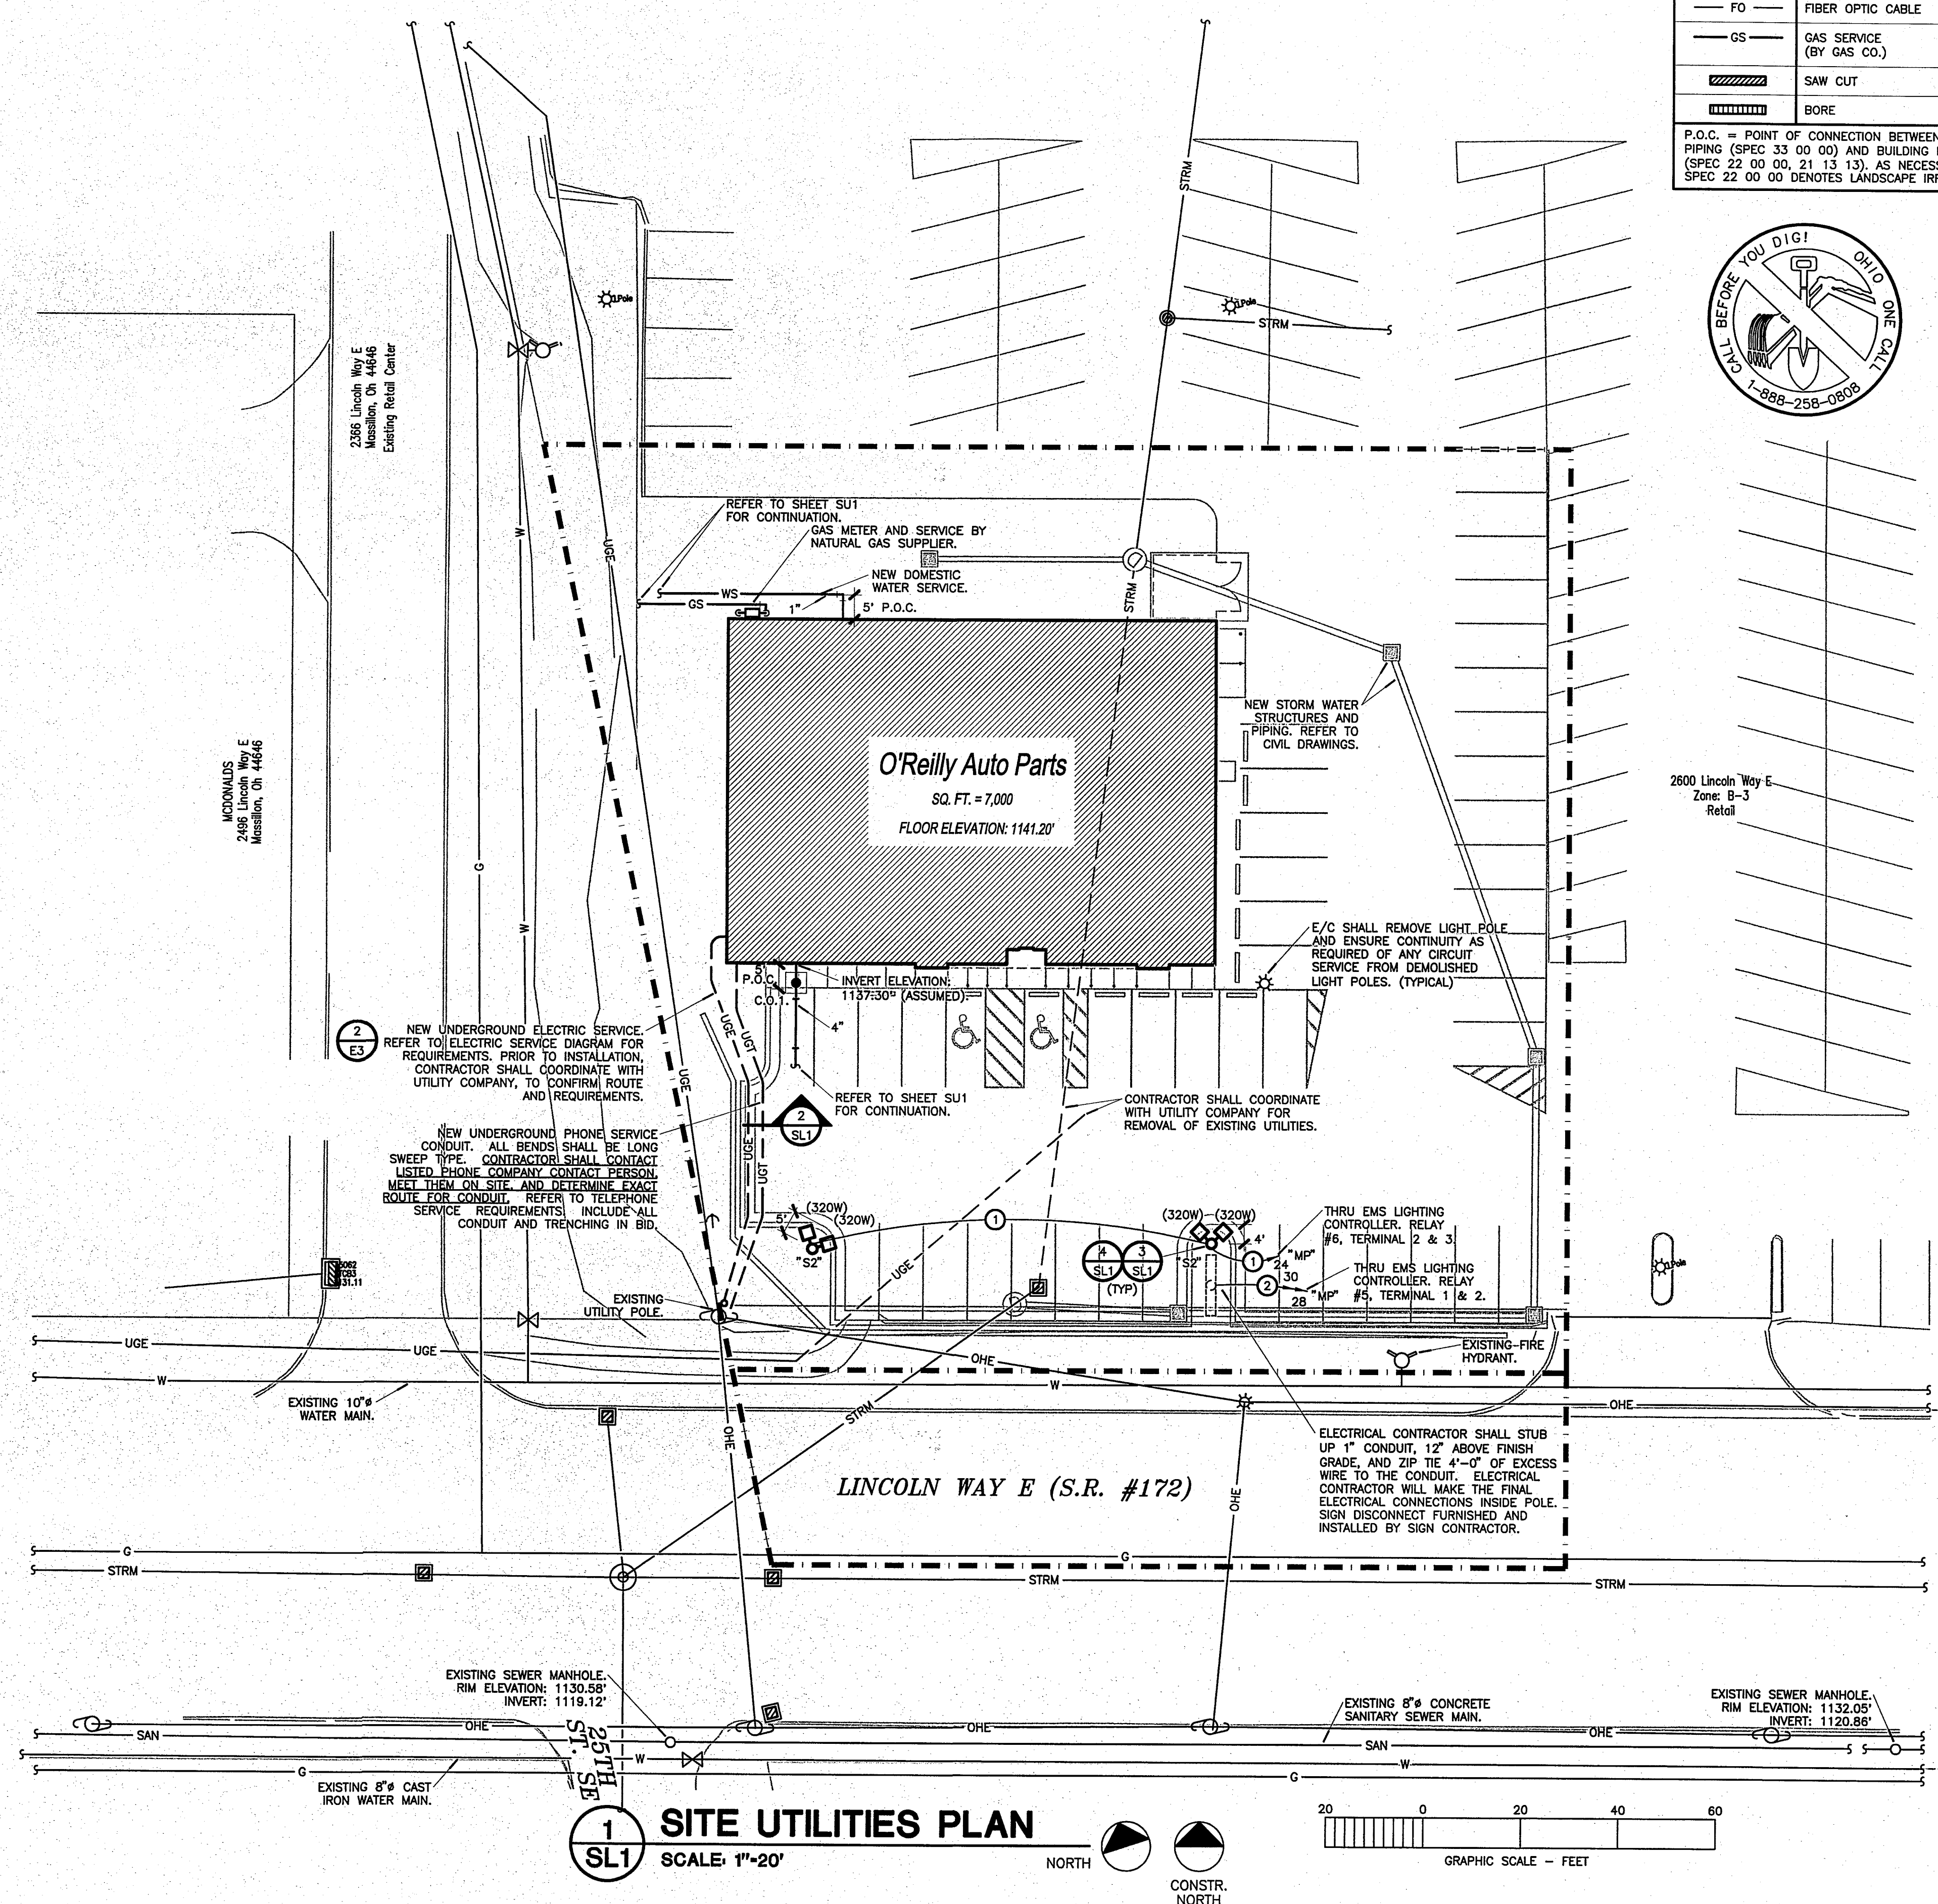 FO
FIBER OPTIC CABLE
GS
GAS SERVICE
(BY GAS CO.)
SAW CUT
BORE
P.O.C. = POINT OF CONNECTION BETWEEN
PIPING (SPEC 33 00 00) AND BUILDING
(SPEC 22 00 00, 21 13 13). AS
SPEC 22 00 00 DENOTES LANDSCAPE
CALL BEFORE YOU DIG!
OHIO ONE CALL
1-888-258-0808
STRM
1.Pole
1.Pole
STRM
2366 Lincoln Way E
Massillon, Oh 44646
Existing Retail Center
W
UGE
REFER TO SHEET SU1
FOR CONTINUATION.
GAS METER AND SERVICE BY
NATURAL GAS SUPPLIER.
NEW DOMESTIC
WATER SERVICE.
WS
GS
1"
5' P.O.C.
STRM
NEW STORM WATER
STRUCTURES AND
PIPING. REFER TO
CIVIL DRAWINGS.
O'Reilly Auto Parts
SQ. FT. = 7,000
FLOOR ELEVATION: 1141.20'
MCDONALDS
2496 Lincoln Way E
Massillon, Oh 44646
2600 Lincoln Way E
Zone: B-3
Retail
G
W
E/C SHALL REMOVE LIGHT POLE
AND ENSURE CONTINUITY AS
REQUIRED OF ANY CIRCUIT
SERVICE FROM DEMOLISHED
LIGHT POLES. (TYPICAL)
5'
P.O.C.
C.O.1.
INVERT ELEVATION:
1137.30' (ASSUMED).
4"
2
E3
NEW UNDERGROUND ELECTRIC SERVICE.
REFER TO ELECTRIC SERVICE DIAGRAM FOR
REQUIREMENTS. PRIOR TO INSTALLATION,
CONTRACTOR SHALL COORDINATE WITH
UTILITY COMPANY, TO CONFIRM ROUTE
AND REQUIREMENTS.
UGE
UGE
UGT
REFER TO SHEET SU1
FOR CONTINUATION.
2
SL1
CONTRACTOR SHALL COORDINATE
WITH UTILITY COMPANY FOR
REMOVAL OF EXISTING UTILITIES.
NEW UNDERGROUND PHONE SERVICE
CONDUIT. ALL BENDS SHALL BE LONG
SWEEP TYPE. CONTRACTOR SHALL CONTACT
LISTED PHONE COMPANY CONTACT PERSON,
MEET THEM ON SITE, AND DETERMINE EXACT
ROUTE FOR CONDUIT. REFER TO TELEPHONE
SERVICE REQUIREMENTS. INCLUDE ALL
CONDUIT AND TRENCHING IN BID.
UGE
UGT
5'
(320W)
(320W)
"S2"
1
(320W)
(320W)
4'
"S2"
4
SL1
3
SL1
(TYP)
1
24
"MP"
30
2
28
"MP"
THRU EMS LIGHTING
CONTROLLER. RELAY
#6, TERMINAL 2 & 3.
THRU EMS LIGHTING
CONTROLLER. RELAY
#5, TERMINAL 1 & 2.
UGE
1.Pole
EXISTING
UTILITY POLE.
UGE
UGE
OHE
EXISTING FIRE
HYDRANT.
W
W
OHE
EXISTING 10"ø
WATER MAIN.
STRM
OHE
OHE
LINCOLN WAY E (S.R. #172)
ELECTRICAL CONTRACTOR SHALL STUB
UP 1" CONDUIT, 12" ABOVE FINISH
GRADE, AND ZIP TIE 4'-0" OF EXCESS
WIRE TO THE CONDUIT. ELECTRICAL
CONTRACTOR WILL MAKE THE FINAL
ELECTRICAL CONNECTIONS INSIDE POLE.
SIGN DISCONNECT FURNISHED AND
INSTALLED BY SIGN CONTRACTOR.
G
G
STRM
STRM
STRM
EXISTING SEWER MANHOLE.
RIM ELEVATION: 1130.58'
INVERT: 1119.12'
EXISTING 8"ø CONCRETE
SANITARY SEWER MAIN.
EXISTING SEWER MANHOLE.
RIM ELEVATION: 1132.05'
INVERT: 1120.86'
OHE
OHE
OHE
SAN
SAN
W
W
G
G
25TH
ST. SE
EXISTING 8"ø CAST
IRON WATER MAIN.
1
SL1
SITE UTILITIES PLAN
SCALE: 1"-20'
NORTH
CONSTR.
NORTH
20 0 20 40 60
GRAPHIC SCALE - FEET